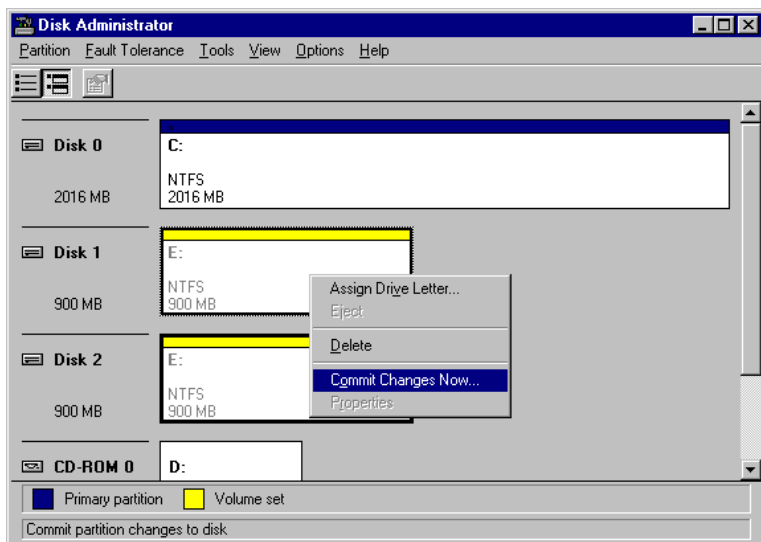 Disk Administrator
Partition Fault Tolerance Tools View Options Help
Disk 0
2016 MB
C:
NTFS
2016 MB
Disk 1
900 MB
E:
NTFS
900 MB
Assign Drive Letter...
Eject
Delete
Commit Changes Now...
Properties
Disk 2
900 MB
E:
NTFS
900 MB
CD-ROM 0
D:
Primary partition Volume set
Commit partition changes to disk